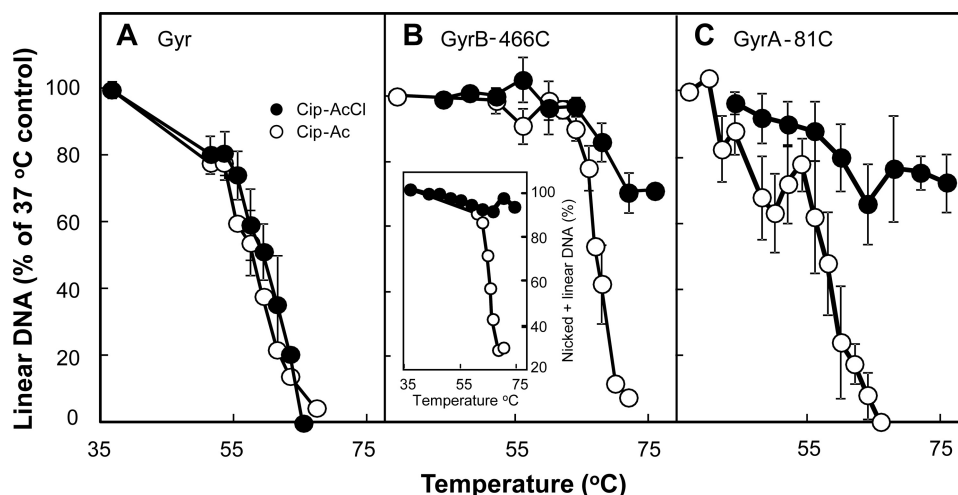 A Gyr
B GyrB-466C
C GyrA-81C
Linear DNA (% of 37 °C control)
100
80
60
40
20
0
Cip-AcCl
Cip-Ac
100
80
60
40
20
Nicked + linear DNA (%)
37
55
75
Temperature °C
35
55
75
55
75
55
75
Temperature (°C)